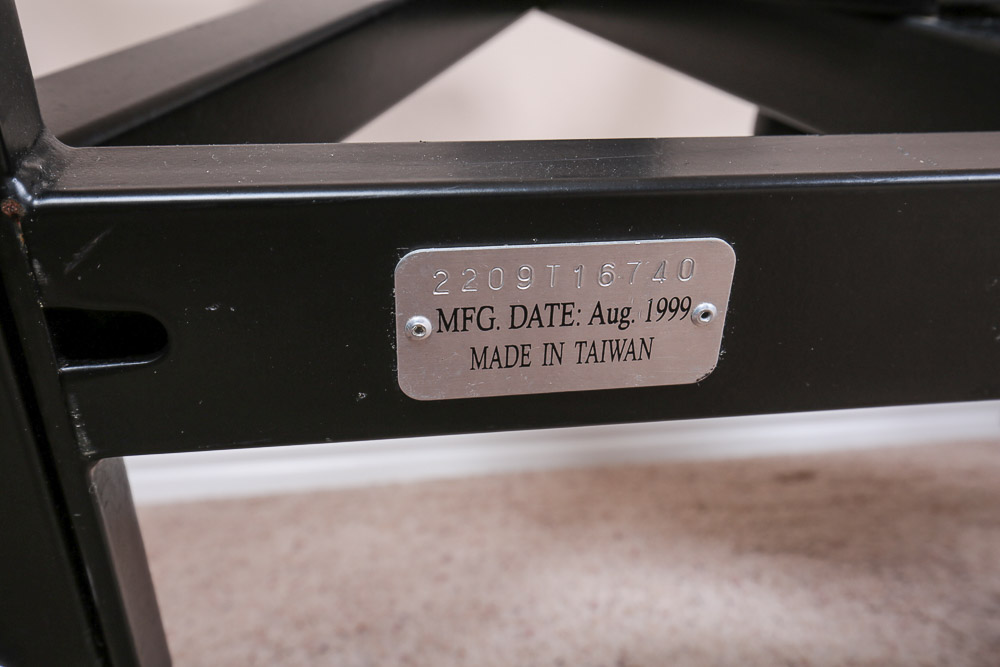 2209T16740
MFG. DATE: Aug. 1999
MADE IN TAIWAN